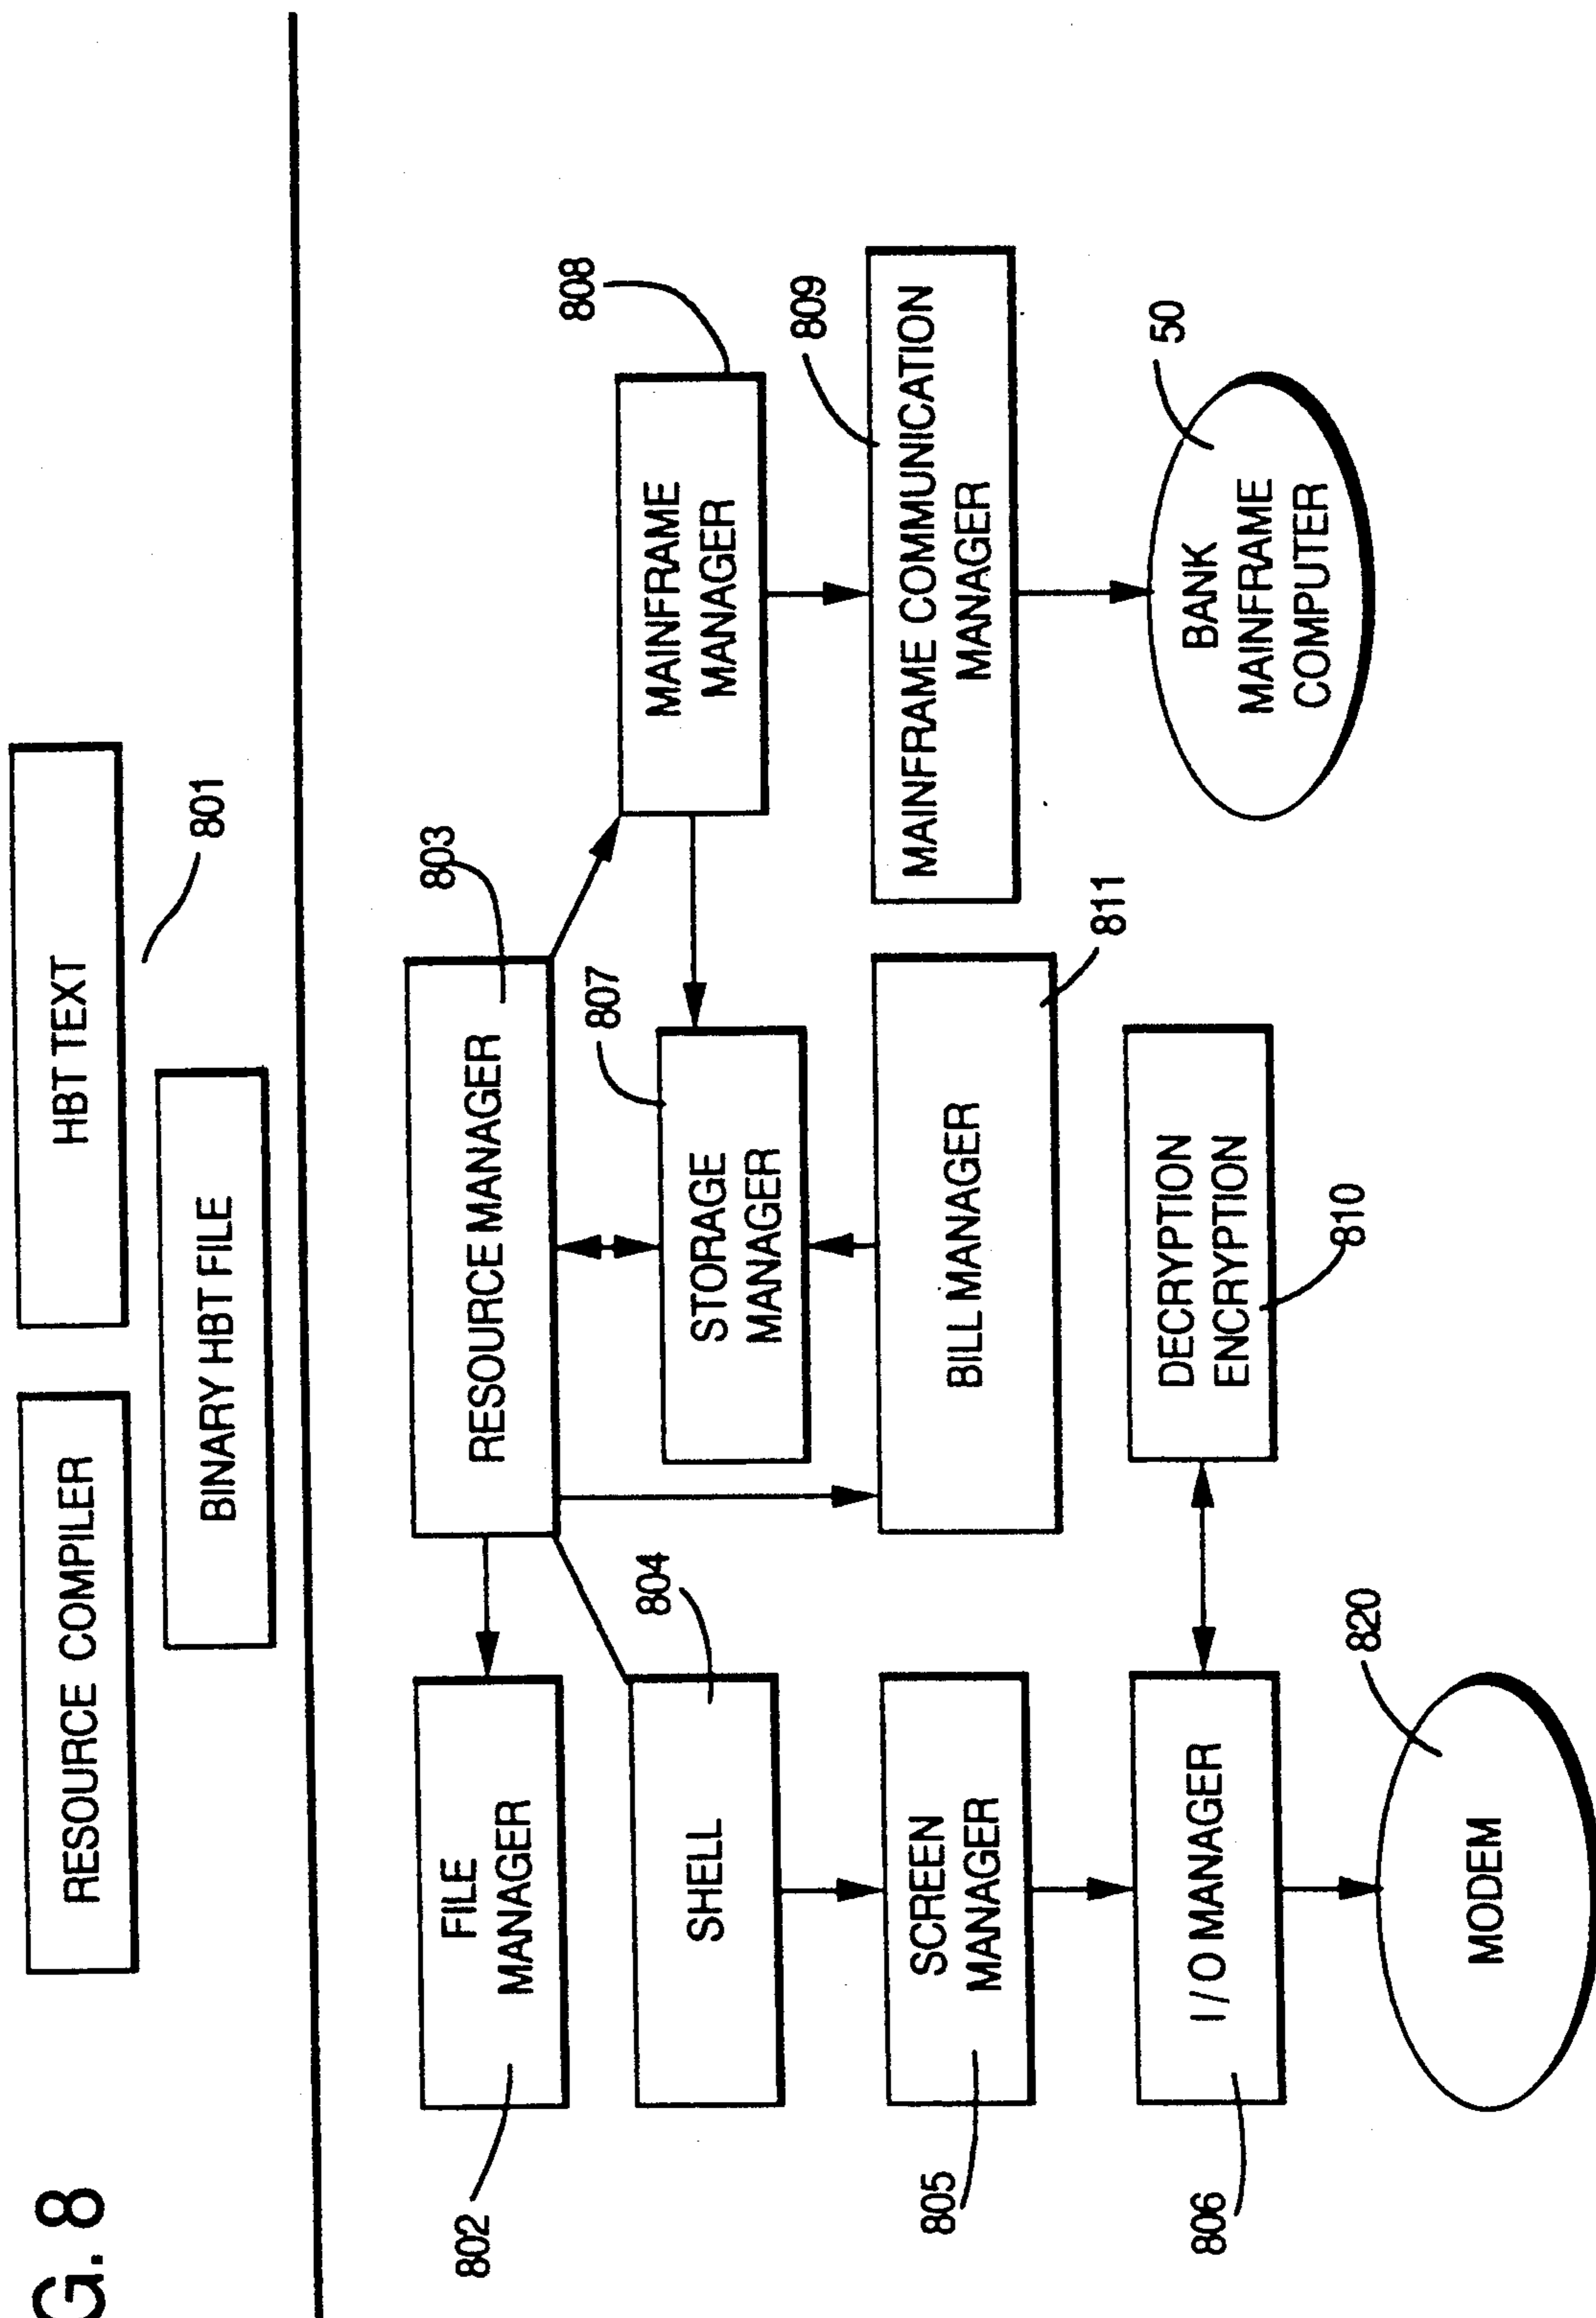 G. 8
RESOURCE COMPILER
HBT TEXT
801
BINARY HBT FILE
802
FILE
MANAGER
RESOURCE MANAGER
803
804
SHELL
807
STORAGE
MANAGER
808
MAINFRAME
MANAGER
805
SCREEN
MANAGER
BILL MANAGER
811
809
MAINFRAME COMMUNICATION
MANAGER
806
I / O MANAGER
DECRYPTION
ENCRYPTION
810
820
MODEM
50
BANK
MAINFRAME
COMPUTER